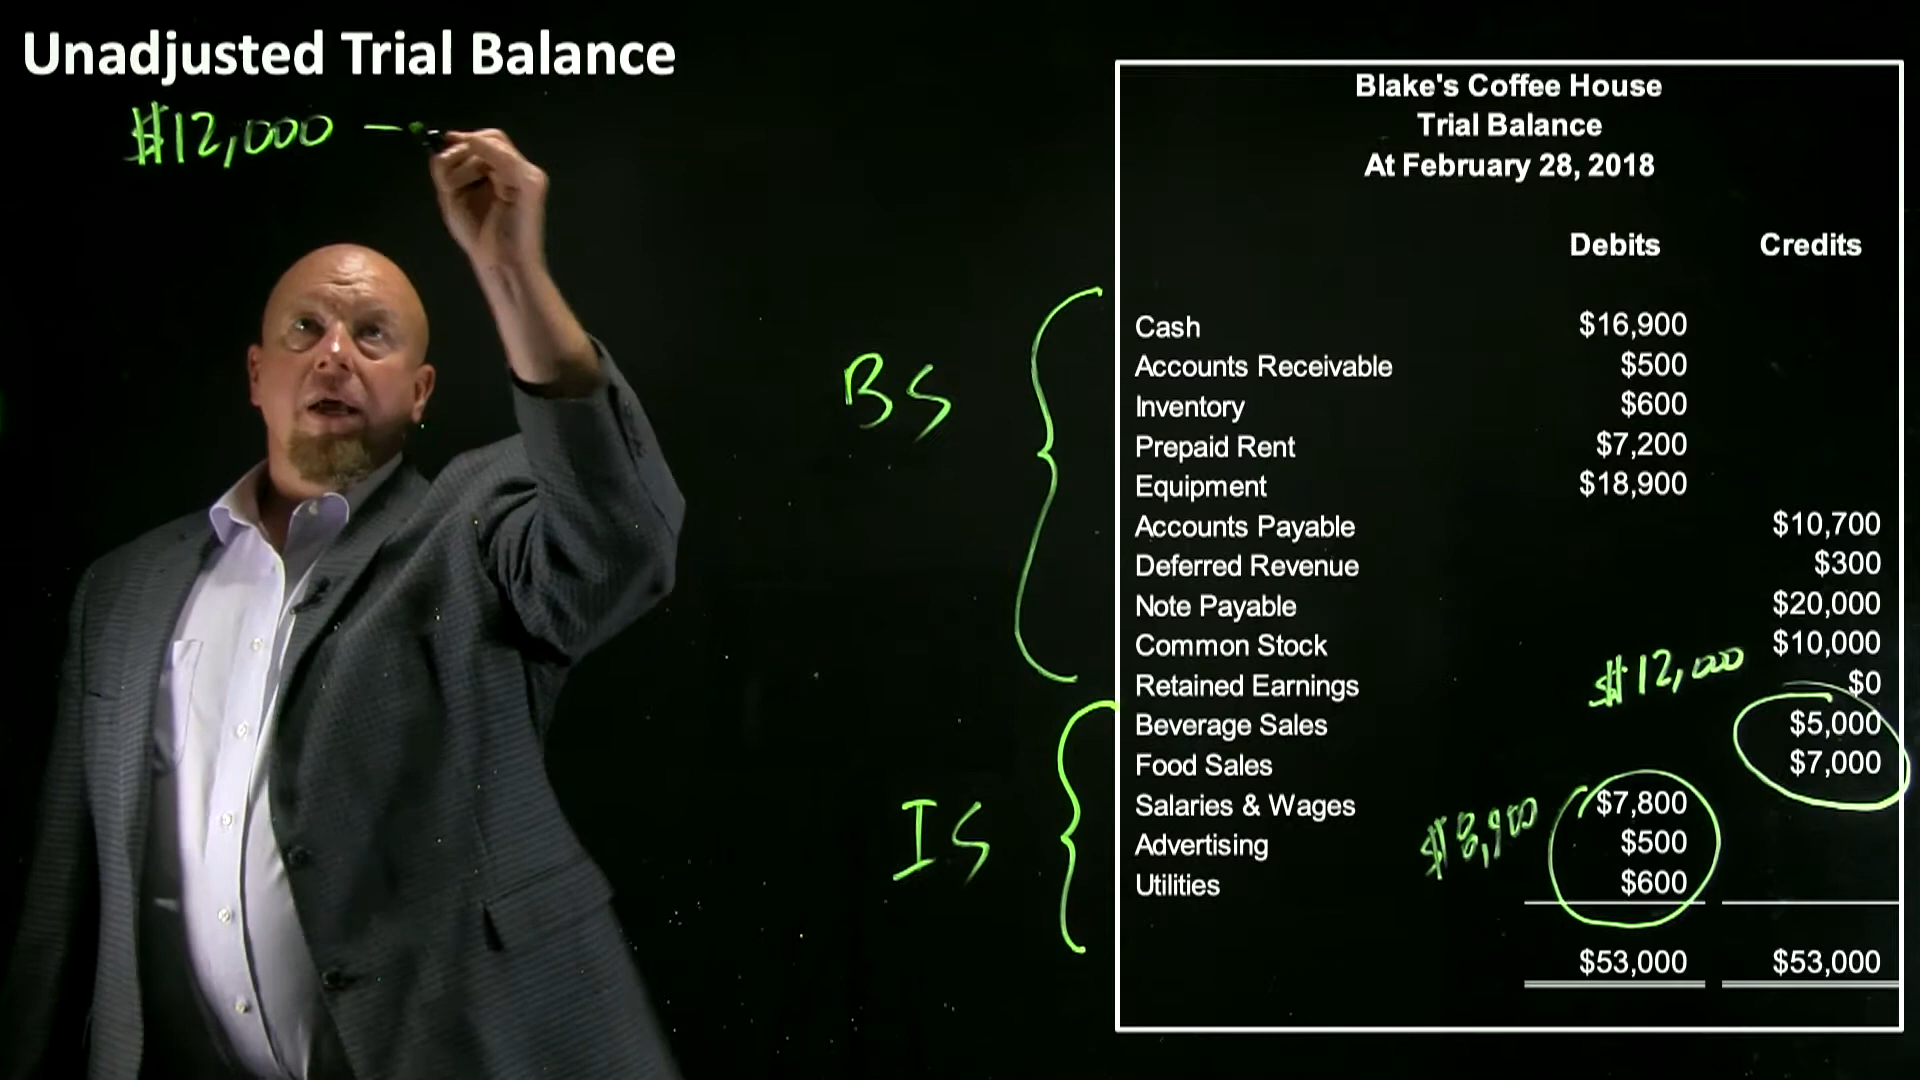 Unadjusted Trial Balance
$12,000 —
Blake's Coffee House
Trial Balance
At February 28, 2018
Debits Credits
Cash $16,900
Accounts Receivable $500
BS
Inventory $600
Prepaid Rent $7,200
Equipment $18,900
Accounts Payable $10,700
Deferred Revenue $300
Note Payable $20,000
Common Stock $10,000
$12,000
Retained Earnings $0
Beverage Sales $5,000
Food Sales $7,000
Salaries & Wages $7,800
IS
$8,900
Advertising $500
Utilities $600
$53,000 $53,000